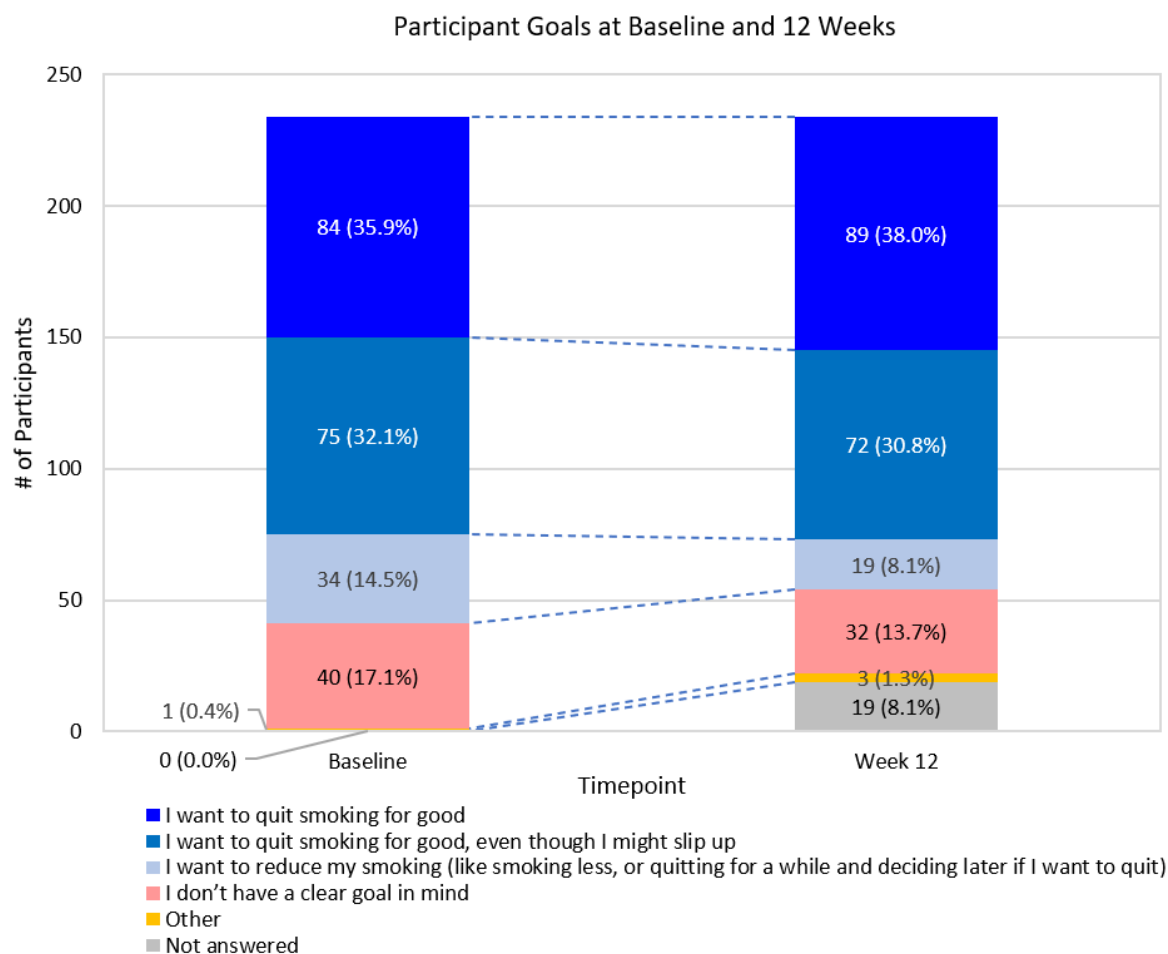 Participant Goals at Baseline and 12 Weeks
250
200
150
100
50
0
# of Participants
84 (35.9%)
75 (32.1%)
34 (14.5%)
40 (17.1%)
1 (0.4%)
0 (0.0%)
89 (38.0%)
72 (30.8%)
19 (8.1%)
32 (13.7%)
3 (1.3%)
19 (8.1%)
Baseline
Week 12
Timepoint
I want to quit smoking for good
I want to quit smoking for good, even though I might slip up
I want to reduce my smoking (like smoking less, or quitting for a while and deciding later if I want to quit)
I don’t have a clear goal in mind
Other
Not answered